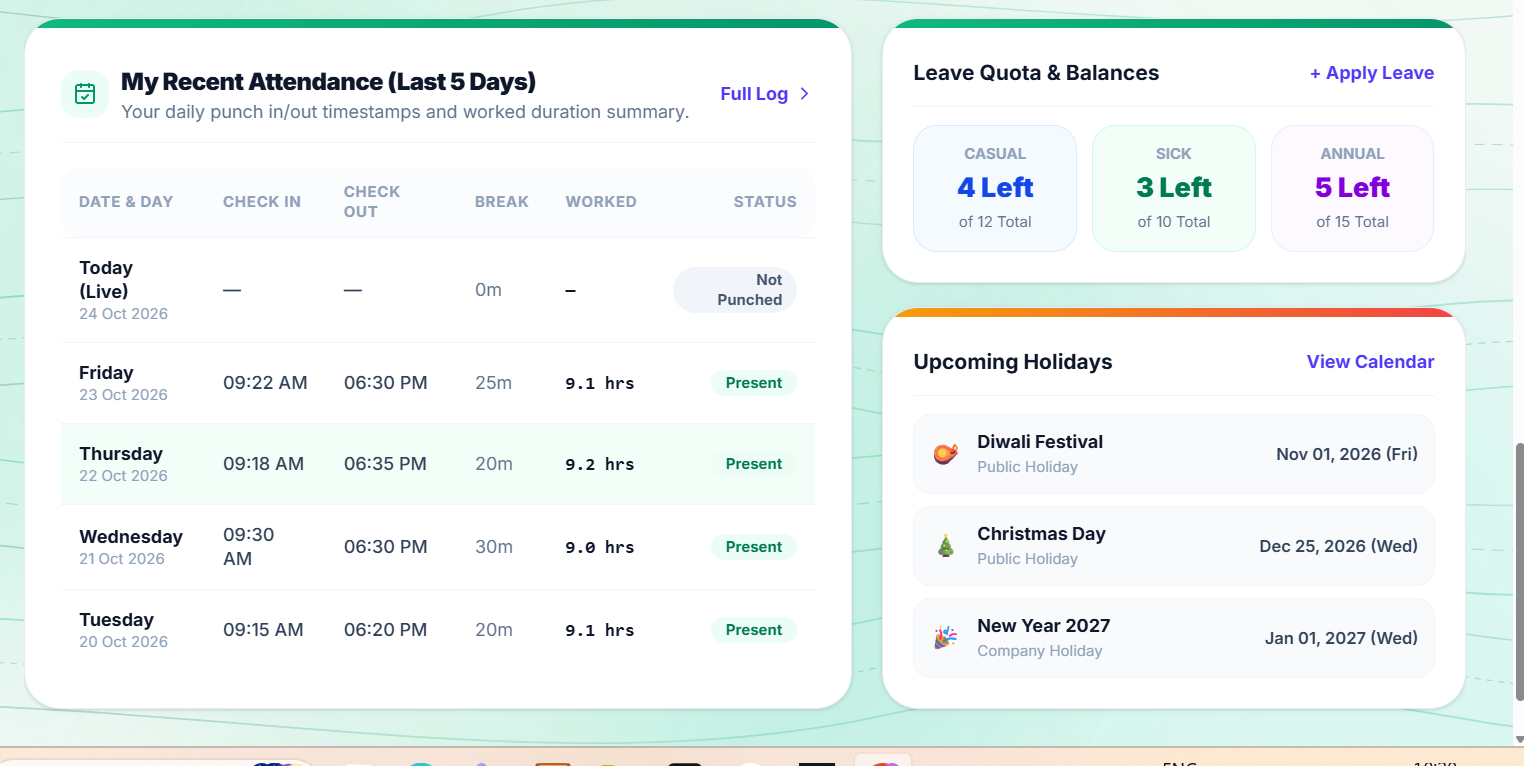 My Recent Attendance (Last 5 Days)
Your daily punch in/out timestamps and worked duration summary.
Full Log
DATE & DAY CHECK IN CHECK OUT BREAK WORKED STATUS
Today (Live)
24 Oct 2026
— — 0m – Not Punched
Friday
23 Oct 2026
09:22 AM 06:30 PM 25m 9.1 hrs Present
Thursday
22 Oct 2026
09:18 AM 06:35 PM 20m 9.2 hrs Present
Wednesday
21 Oct 2026
09:30 AM 06:30 PM 30m 9.0 hrs Present
Tuesday
20 Oct 2026
09:15 AM 06:20 PM 20m 9.1 hrs Present
Leave Quota & Balances
+ Apply Leave
CASUAL
4 Left
of 12 Total
SICK
3 Left
of 10 Total
ANNUAL
5 Left
of 15 Total
Upcoming Holidays
View Calendar
Diwali Festival
Public Holiday
Nov 01, 2026 (Fri)
Christmas Day
Public Holiday
Dec 25, 2026 (Wed)
New Year 2027
Company Holiday
Jan 01, 2027 (Wed)